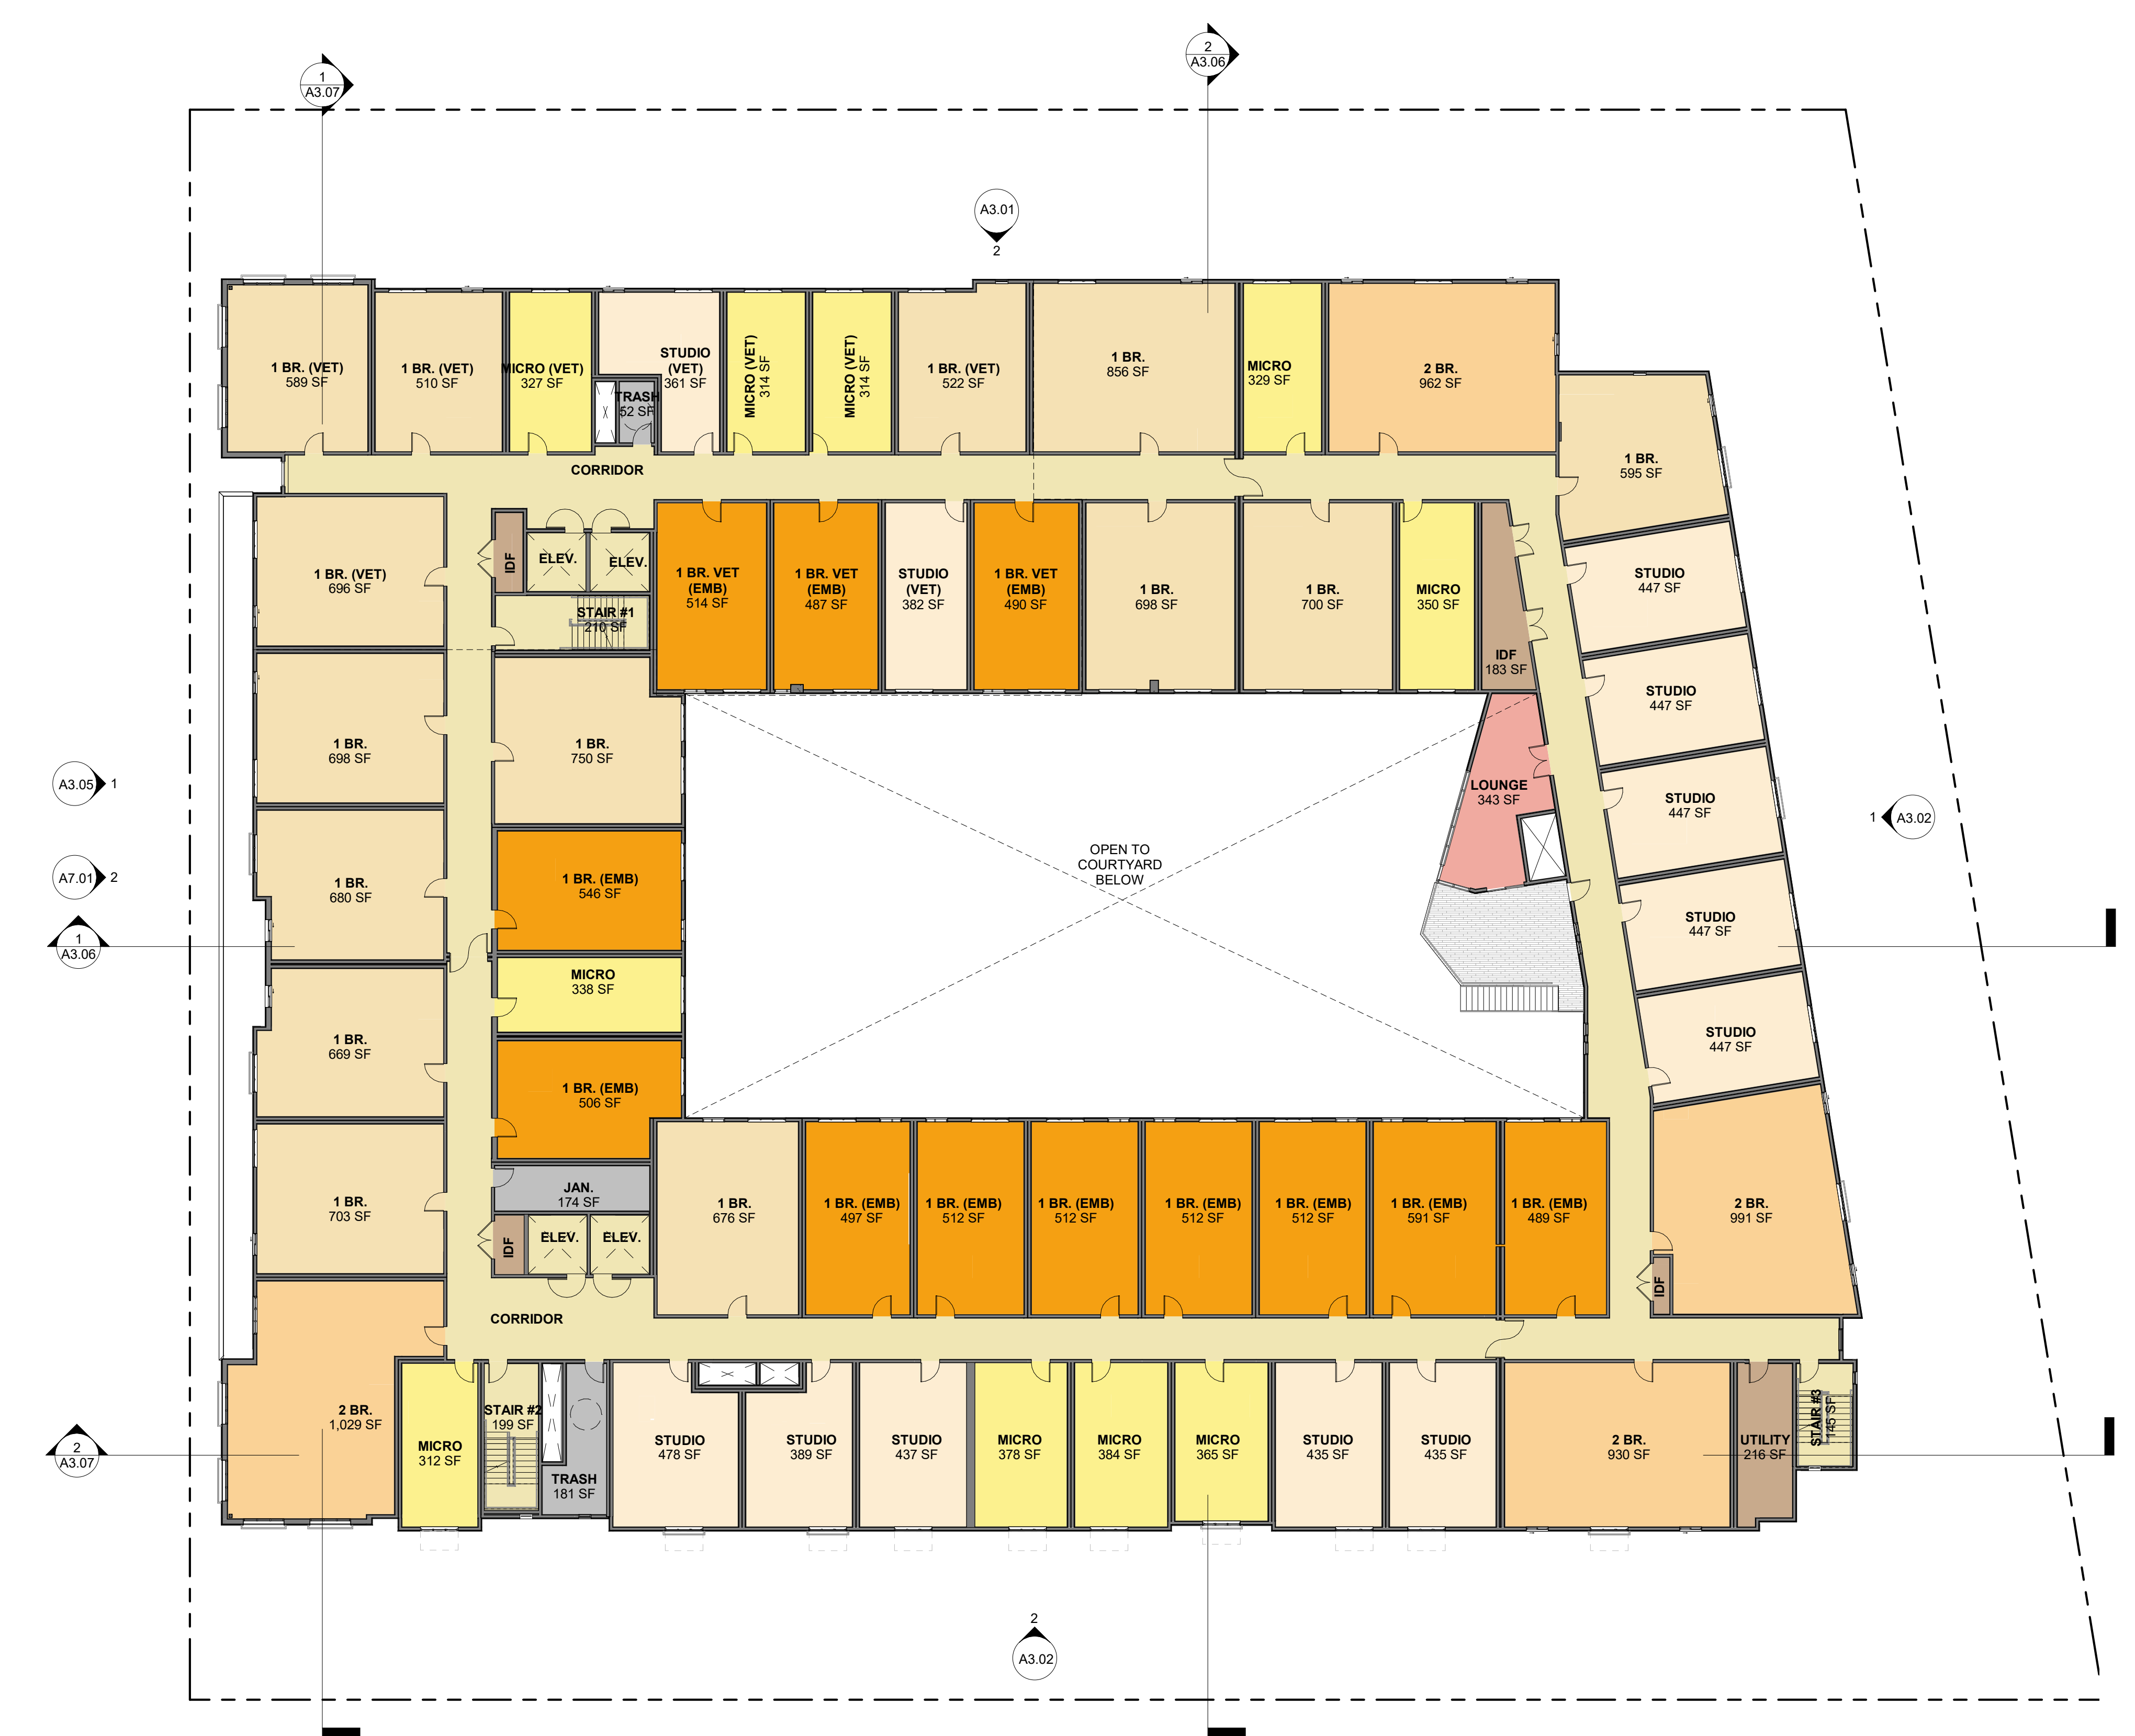 1
A3.07
2
A3.06
A3.01
2
1 BR. (VET)
589 SF
1 BR. (VET)
510 SF
MICRO (VET)
327 SF
STUDIO
(VET)
361 SF
TRASH
52 SF
MICRO (VET)
314 SF
MICRO (VET)
314 SF
1 BR. (VET)
522 SF
1 BR.
856 SF
MICRO
329 SF
2 BR.
962 SF
1 BR.
595 SF
CORRIDOR
1 BR. (VET)
696 SF
IDF
ELEV.
ELEV.
STAIR #1
210 SF
1 BR. VET
(EMB)
514 SF
1 BR. VET
(EMB)
487 SF
STUDIO
(VET)
382 SF
1 BR. VET
(EMB)
490 SF
1 BR.
698 SF
1 BR.
700 SF
MICRO
350 SF
IDF
183 SF
STUDIO
447 SF
STUDIO
447 SF
1 BR.
698 SF
1 BR.
750 SF
LOUNGE
343 SF
STUDIO
447 SF
A3.05
1
1
A3.02
A7.01
2
1 BR.
680 SF
1 BR. (EMB)
546 SF
OPEN TO
COURTYARD
BELOW
STUDIO
447 SF
1
A3.06
MICRO
338 SF
1 BR.
669 SF
STUDIO
447 SF
1 BR. (EMB)
506 SF
1 BR.
703 SF
JAN.
174 SF
IDF
ELEV.
ELEV.
1 BR.
676 SF
1 BR. (EMB)
497 SF
1 BR. (EMB)
512 SF
1 BR. (EMB)
512 SF
1 BR. (EMB)
512 SF
1 BR. (EMB)
512 SF
1 BR. (EMB)
591 SF
1 BR. (EMB)
489 SF
2 BR.
991 SF
IDF
CORRIDOR
2 BR.
1,029 SF
MICRO
312 SF
STAIR #2
199 SF
TRASH
181 SF
STUDIO
478 SF
STUDIO
389 SF
STUDIO
437 SF
MICRO
378 SF
MICRO
384 SF
MICRO
365 SF
STUDIO
435 SF
STUDIO
435 SF
2 BR.
930 SF
UTILITY
216 SF
STAIR #3
145 SF
2
A3.07
2
A3.02